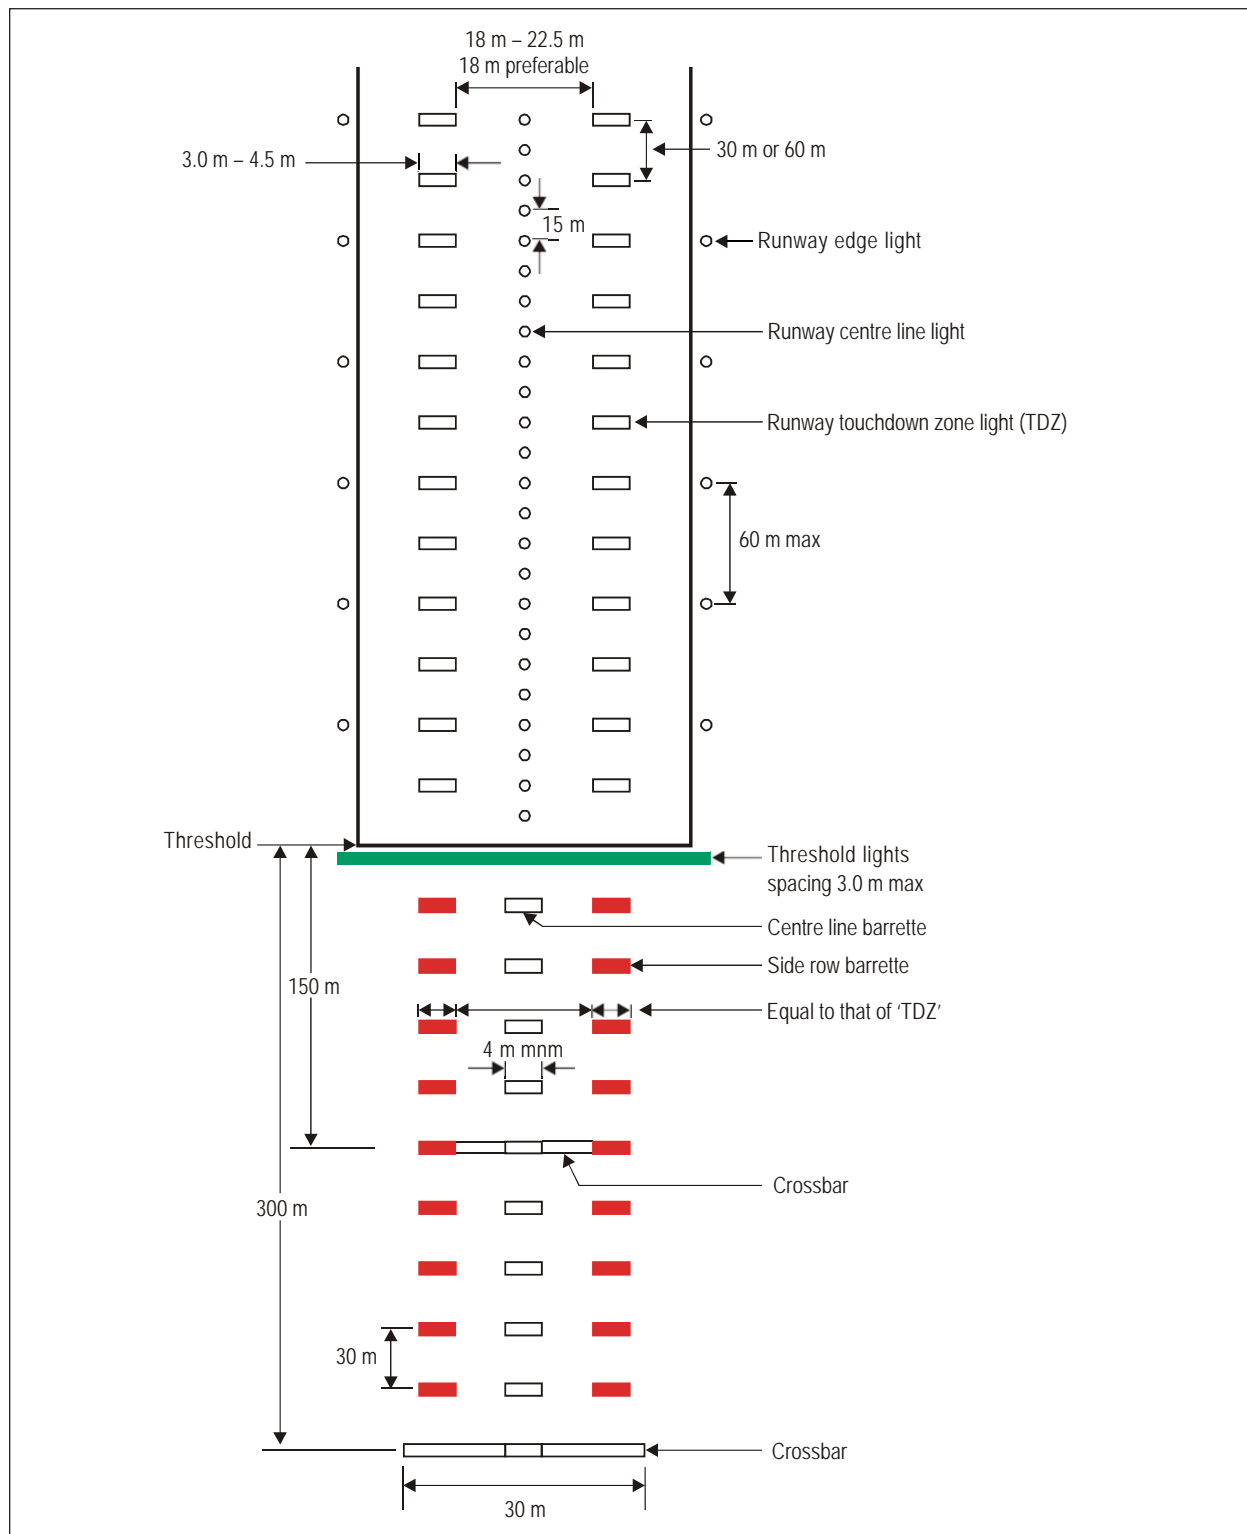 18 m – 22.5 m
18 m preferable
3.0 m – 4.5 m
30 m or 60 m
15 m
Runway edge light
Runway centre line light
Runway touchdown zone light (TDZ)
60 m max
Threshold
Threshold lights
spacing 3.0 m max
Centre line barrette
Side row barrette
150 m
Equal to that of ‘TDZ’
4 m mnm
Crossbar
300 m
30 m
Crossbar
30 m